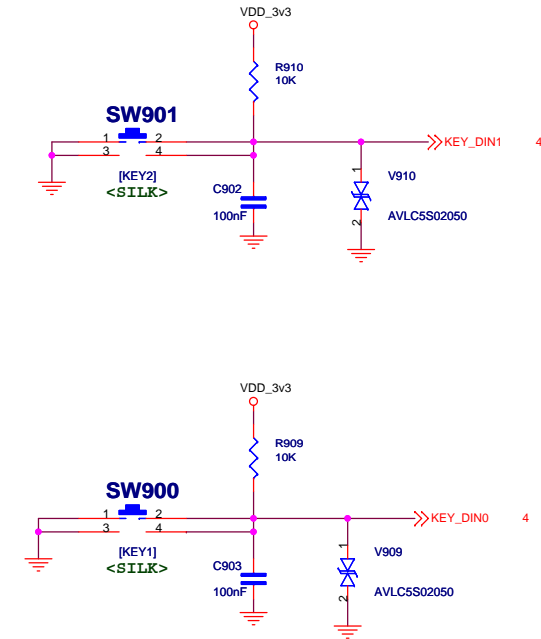 VDD_3v3
R910
10K
SW901
1 2
3 4
KEY_DIN1 4
[KEY2]
<SILK>
C902
100nF
1
V910
AVLC5S02050
2
VDD_3v3
R909
10K
SW900
1 2
3 4
KEY_DIN0 4
[KEY1]
<SILK>
C903
100nF
1
V909
AVLC5S02050
2